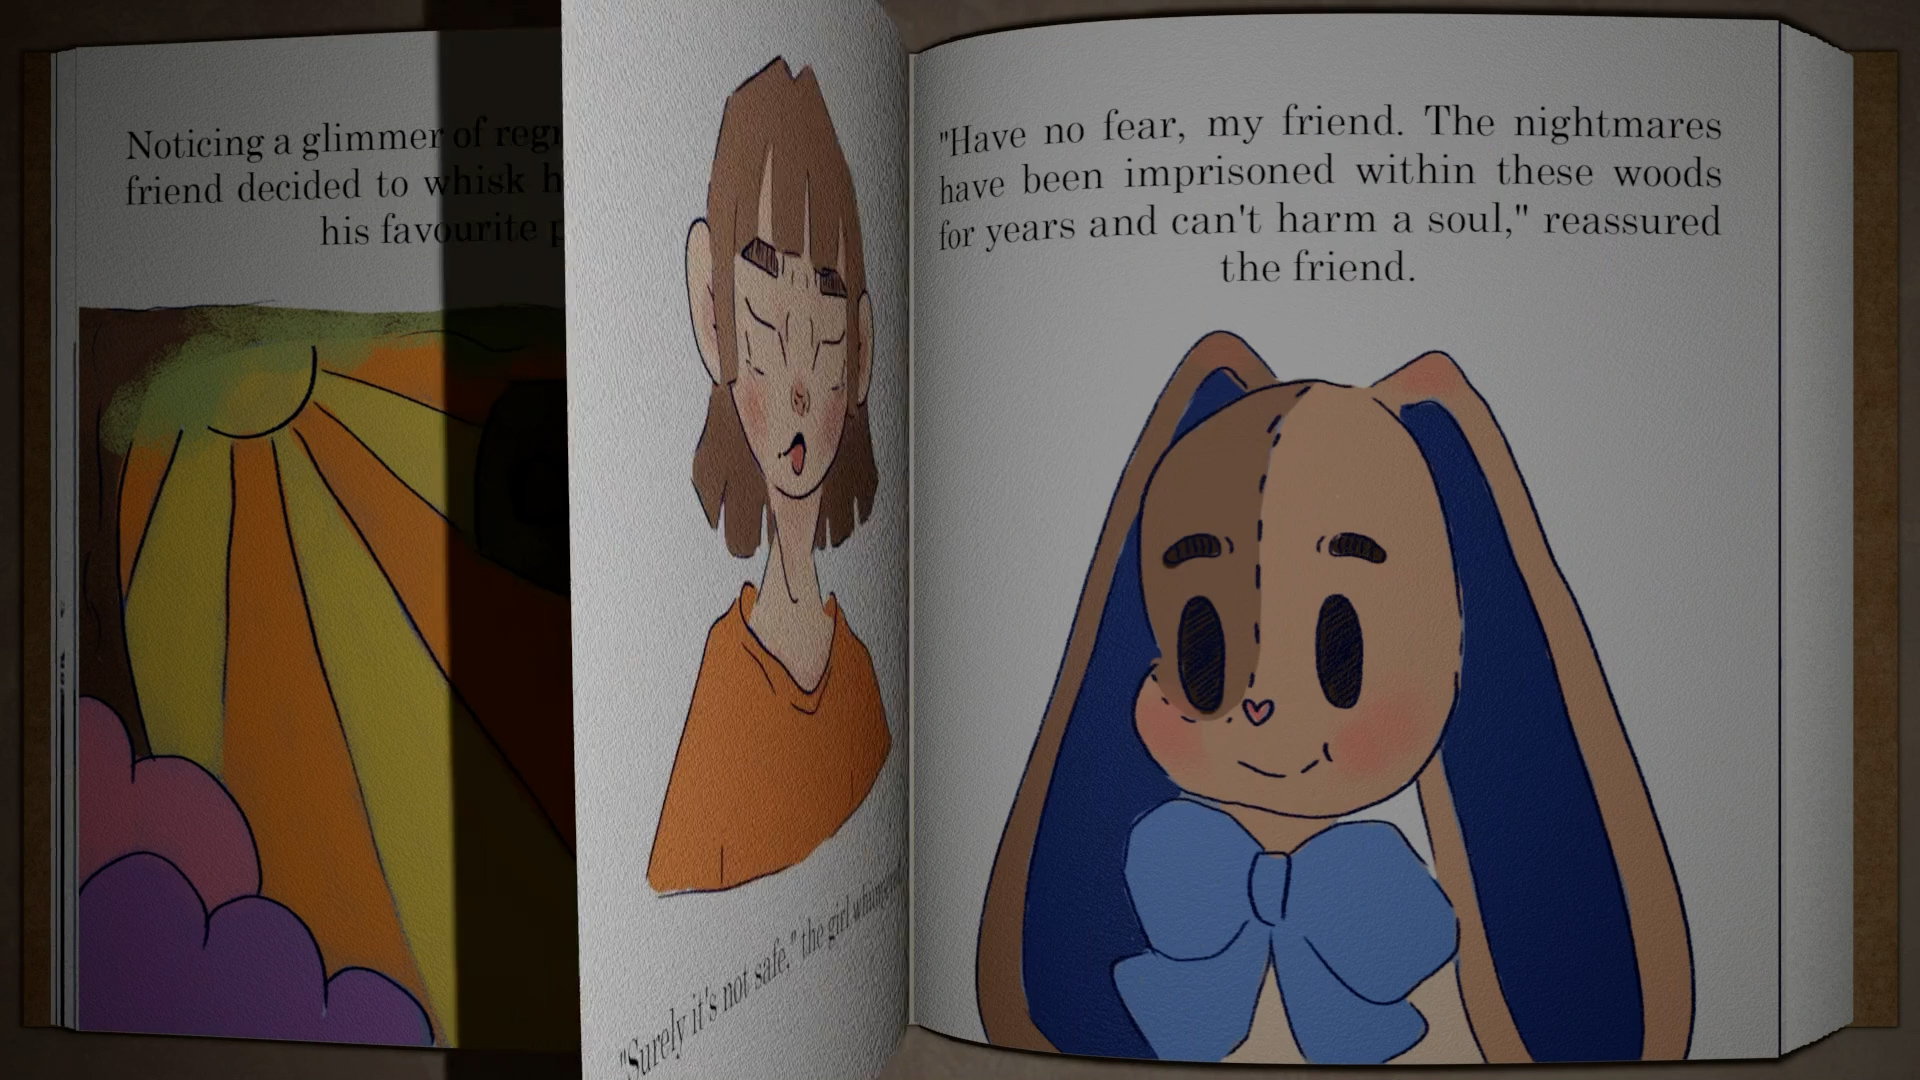 Noticing a glimmer of
friend decided to whisk
his favourite
"Surely it's not safe," the girl
"Have no fear, my friend. The nightmares
have been imprisoned within these woods
for years and can't harm a soul," reassured
the friend.